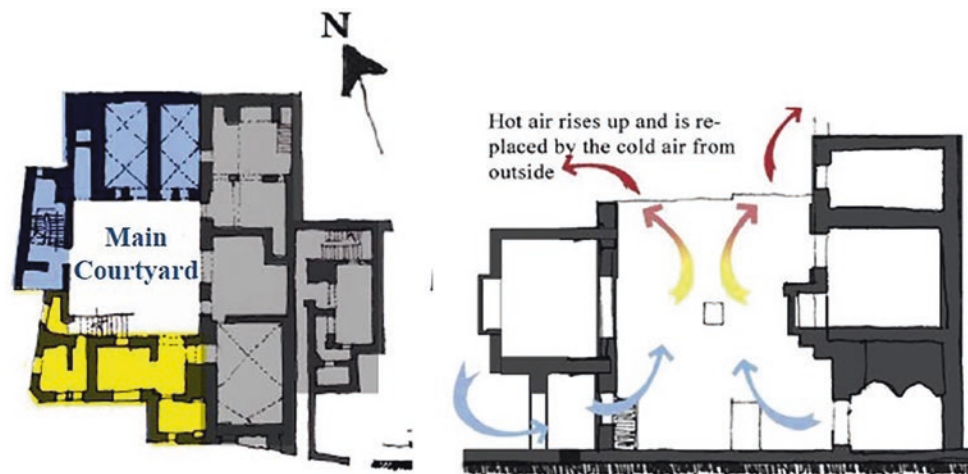 N
Main
Courtyard
Hot air rises up and is re-
placed by the cold air from
outside